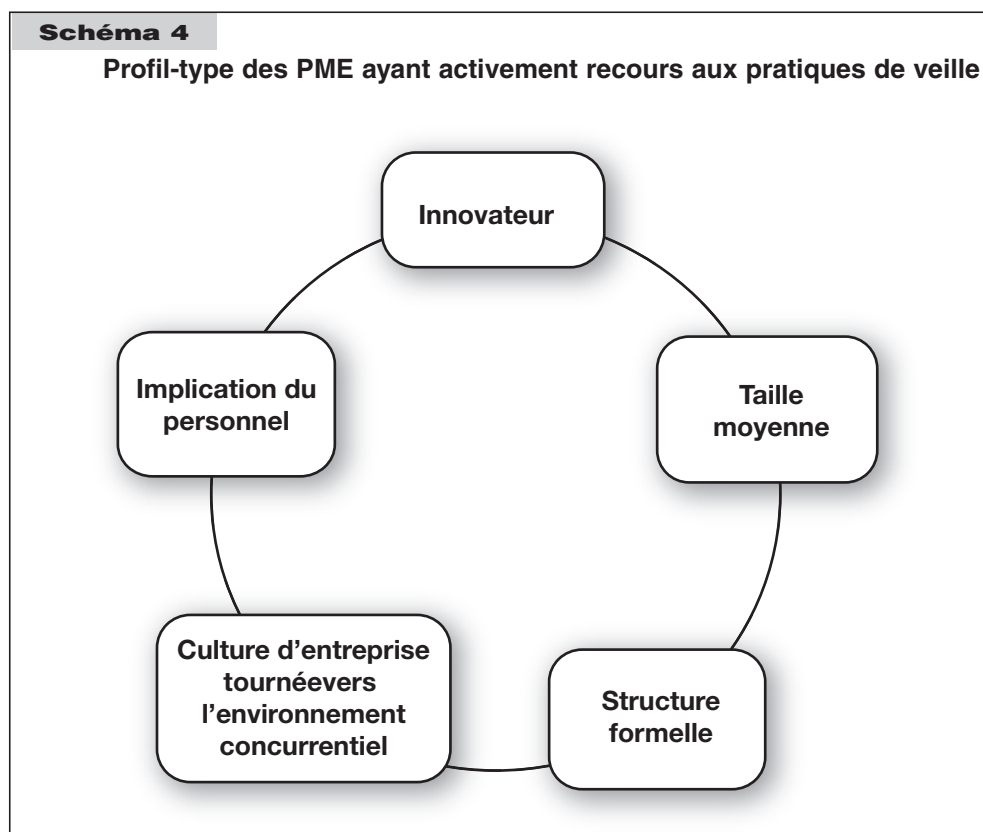 Schéma 4
Profil-type des PME ayant activement recours aux pratiques de veille
Innovateur
Implication du
personnel
Taille
moyenne
Culture d'entreprise
tournéevers
l'environnement
concurrentiel
Structure
formelle